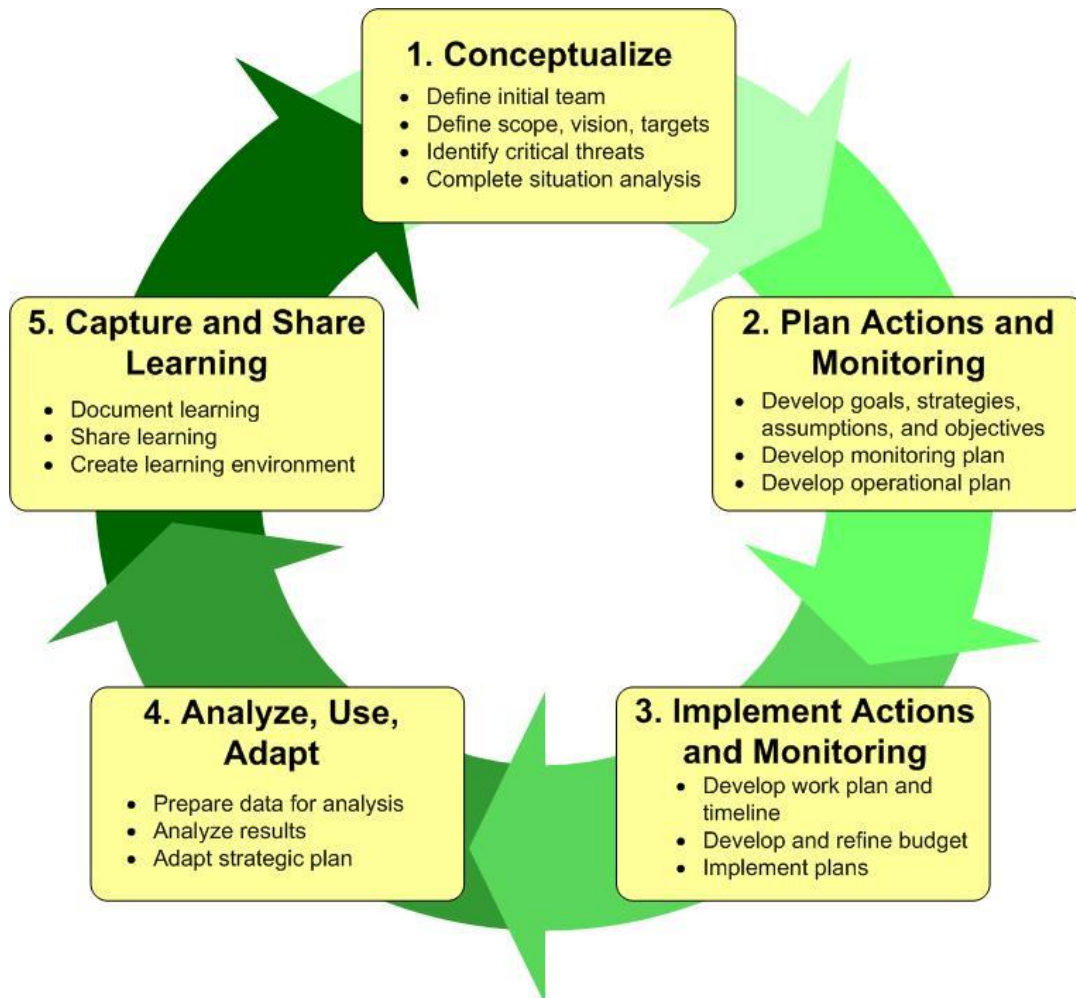 1. Conceptualize
• Define initial team
• Define scope, vision, targets
• Identify critical threats
• Complete situation analysis
2. Plan Actions and
Monitoring
• Develop goals, strategies,
assumptions, and objectives
• Develop monitoring plan
• Develop operational plan
3. Implement Actions
and Monitoring
• Develop work plan and
timeline
• Develop and refine budget
• Implement plans
4. Analyze, Use,
Adapt
• Prepare data for analysis
• Analyze results
• Adapt strategic plan
5. Capture and Share
Learning
• Document learning
• Share learning
• Create learning environment